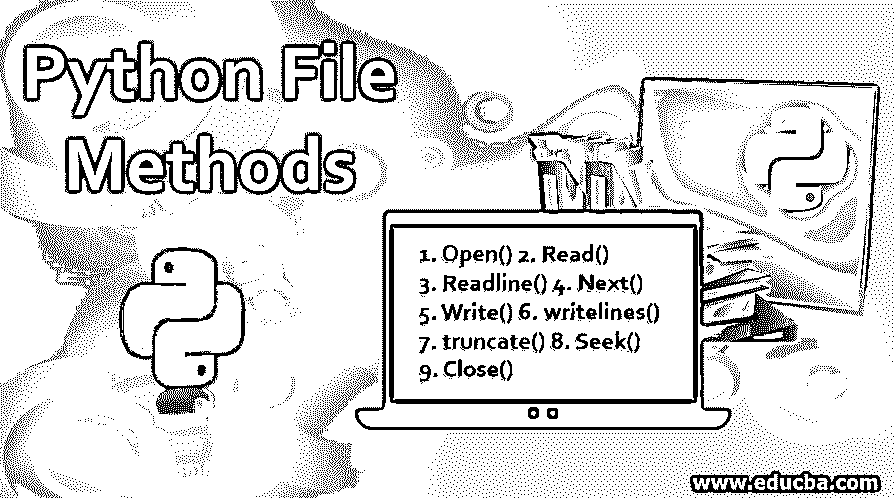 Python File
Methods
1. Open() 2. Read()
3. Readline() 4. Next()
5. Write() 6. writelines()
7. truncate() 8. Seek()
9. Close()
www.educba.com